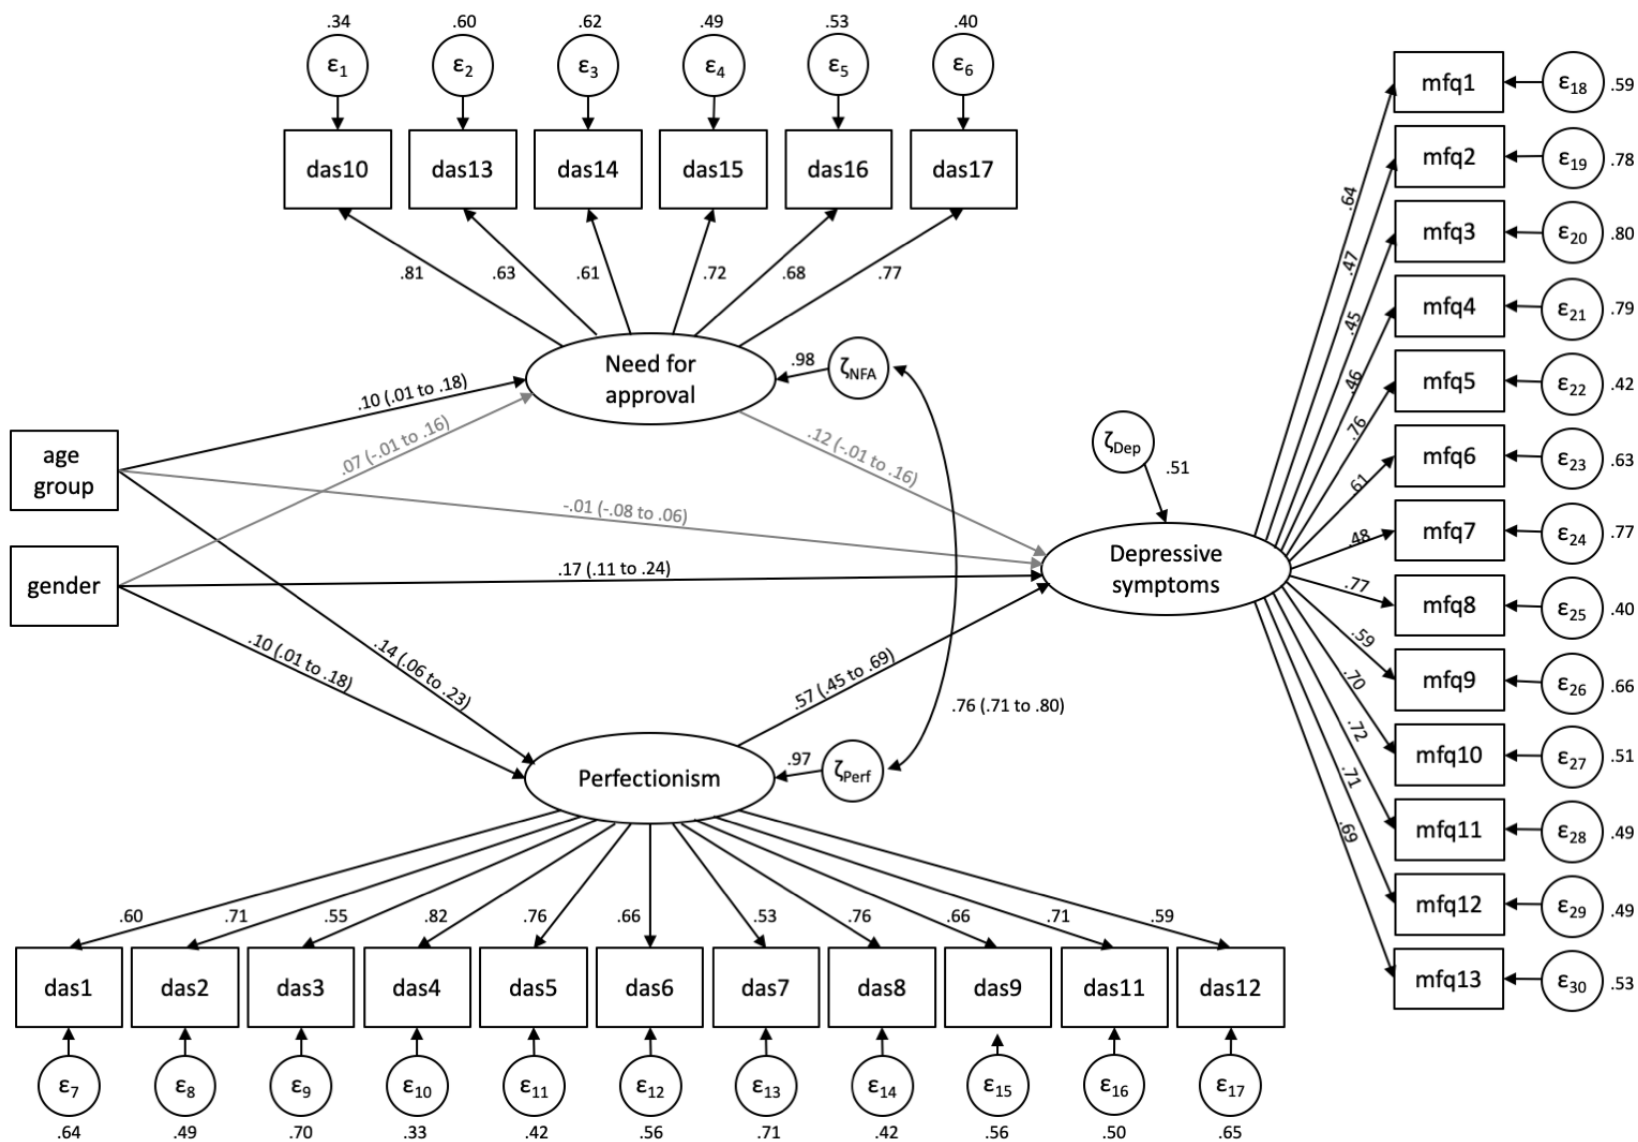 .34 .60 .62 .49 .53 .40
ε1 ε2 ε3 ε4 ε5 ε6
das10 das13 das14 das15 das16 das17
.81 .63 .61 .72 .68 .77
Need for
approval
.98
ζNFA
.10 (.01 to .18)
.07 (-.01 to .16)
.12 (-.01 to .16)
age
group
-.01 (-.08 to .06)
gender
.17 (.11 to .24)
.14 (.06 to .23)
.10 (.01 to .18)
.57 (.45 to .69)
.76 (.71 to .80)
ζDep
.51
Depressive
symptoms
Perfectionism
.97
ζPerf
.60 .71 .55 .82 .76 .66 .53 .76 .66 .71 .59
das1 das2 das3 das4 das5 das6 das7 das8 das9 das11 das12
ε7 ε8 ε9 ε10 ε11 ε12 ε13 ε14 ε15 ε16 ε17
.64 .49 .70 .33 .42 .56 .71 .42 .56 .50 .65
.64 mfq1 ε18 .59
.47 mfq2 ε19 .78
.45 mfq3 ε20 .80
.46 mfq4 ε21 .79
.76 mfq5 ε22 .42
.61 mfq6 ε23 .63
.48 mfq7 ε24 .77
.77 mfq8 ε25 .40
.59 mfq9 ε26 .66
.70 mfq10 ε27 .51
.72 mfq11 ε28 .49
.71 mfq12 ε29 .49
.69 mfq13 ε30 .53